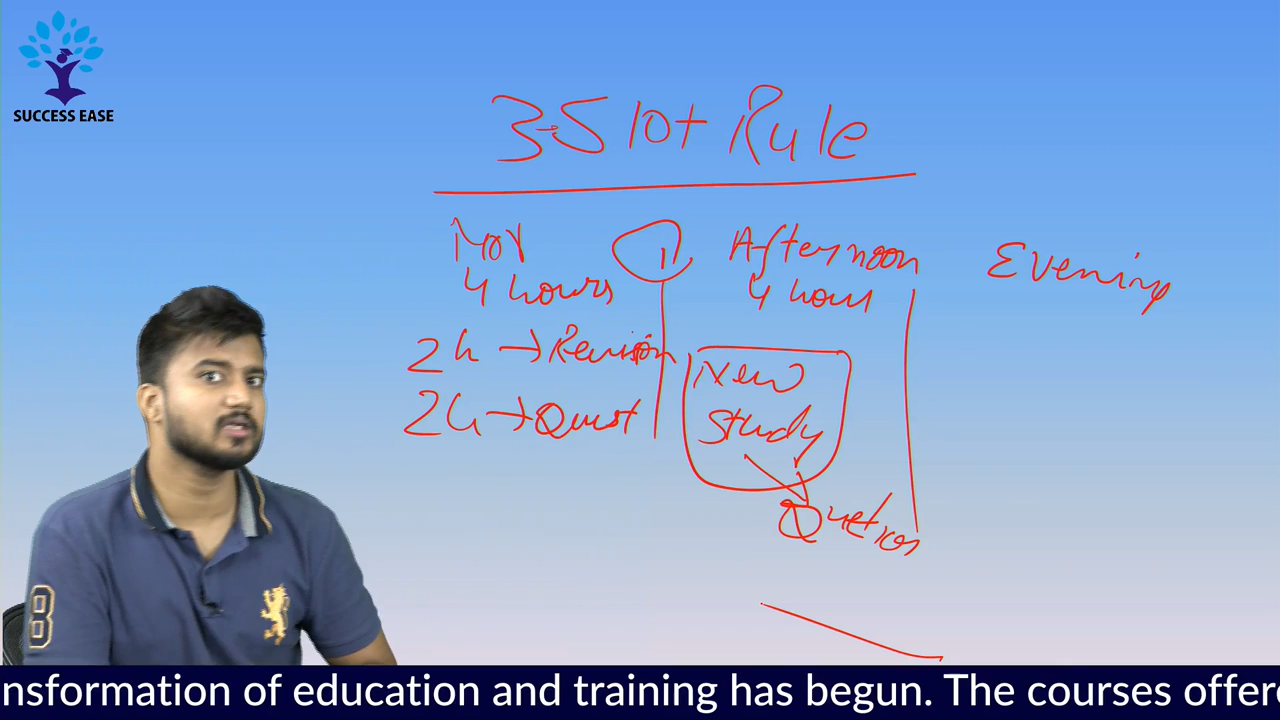 SUCCESS EASE
3-5 10+ Rule
Mor
4 hours
2h → Revision
2h → Quest
11
Afternoon
4 hour
New
Study
Question
Evening
nsformation of education and training has begun. The courses offere